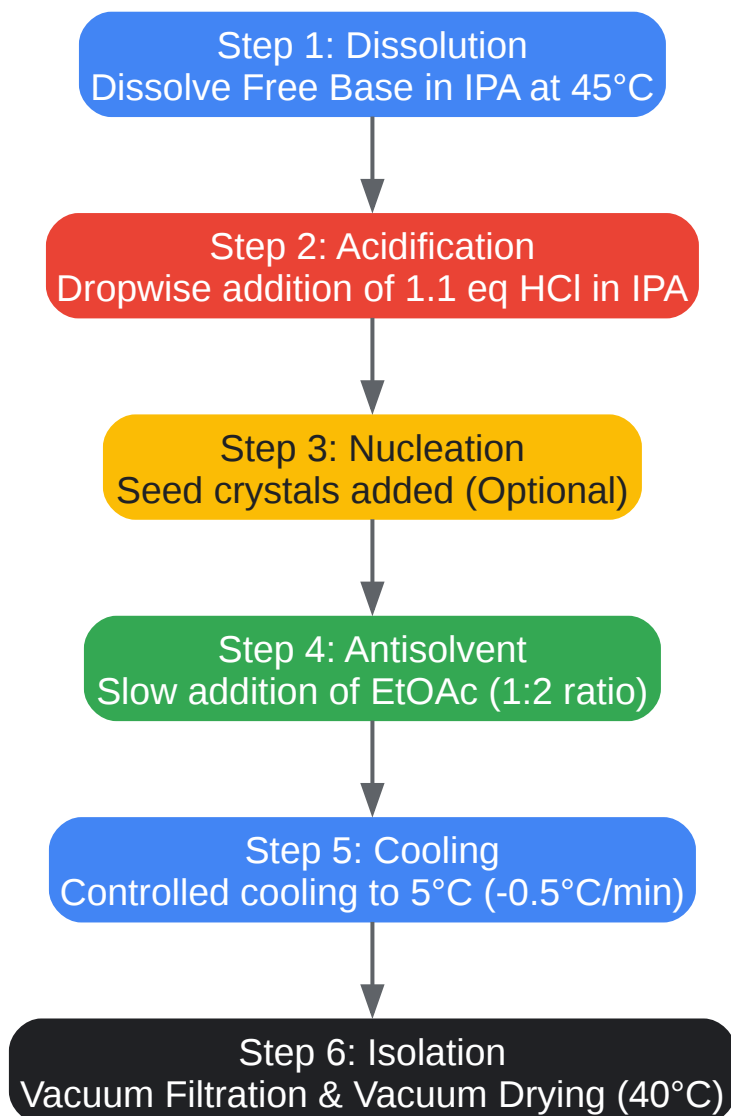 Step 1: Dissolution
Dissolve Free Base in IPA at 45°C
Step 2: Acidification
Dropwise addition of 1.1 eq HCl in IPA
Step 3: Nucleation
Seed crystals added (Optional)
Step 4: Antisolvent
Slow addition of EtOAc (1:2 ratio)
Step 5: Cooling
Controlled cooling to 5°C (-0.5°C/min)
Step 6: Isolation
Vacuum Filtration & Vacuum Drying (40°C)